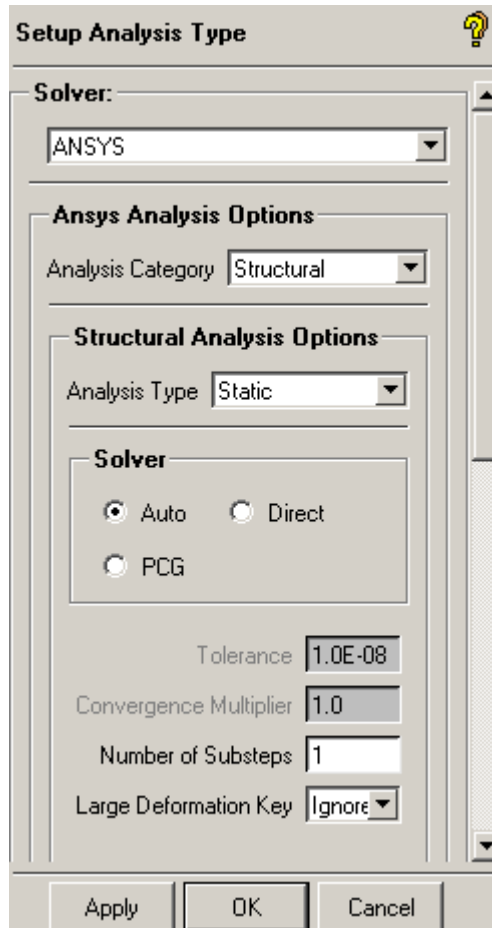 Setup Analysis Type
Solver:
ANSYS
Ansys Analysis Options
Analysis Category Structural
Structural Analysis Options
Analysis Type Static
Solver
Auto Direct
PCG
Tolerance 1.0E-08
Convergence Multiplier 1.0
Number of Substeps 1
Large Deformation Key Ignore
Apply OK Cancel